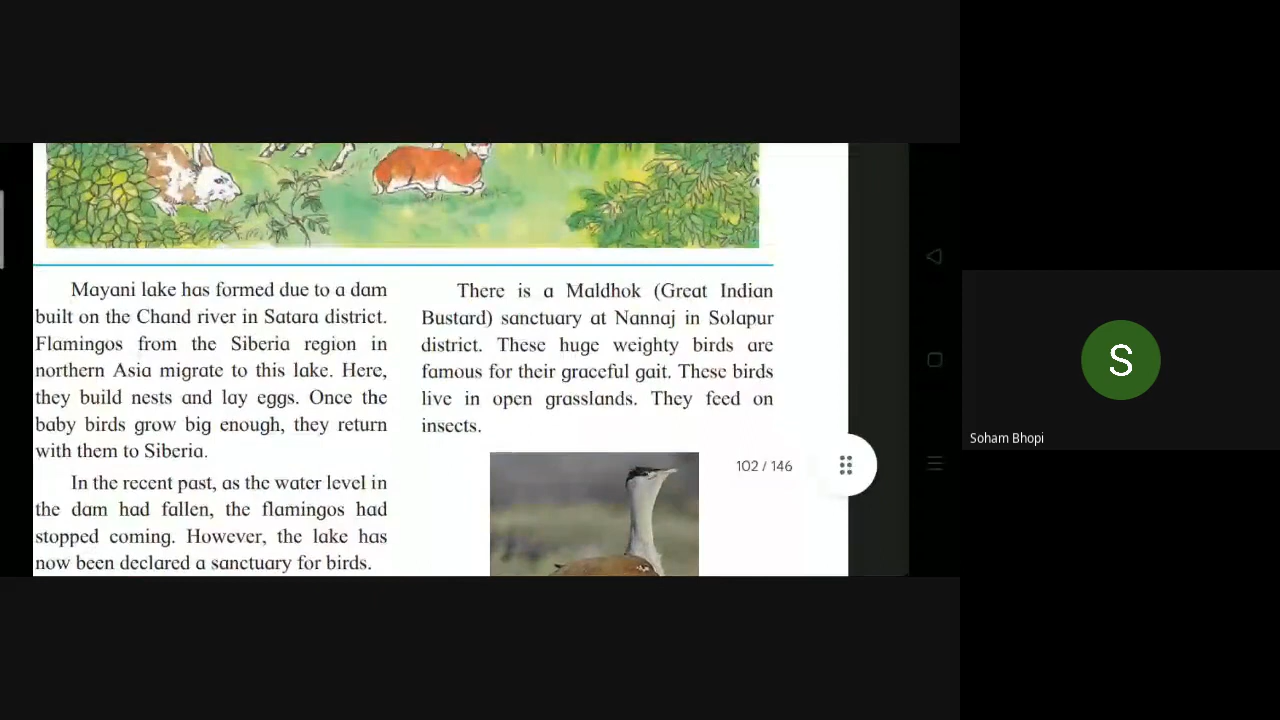 Mayani lake has formed due to a dam
built on the Chand river in Satara district.
Flamingos from the Siberia region in
northern Asia migrate to this lake. Here,
they build nests and lay eggs. Once the
baby birds grow big enough, they return
with them to Siberia.
In the recent past, as the water level in
the dam had fallen, the flamingos had
stopped coming. However, the lake has
now been declared a sanctuary for birds.
There is a Maldhok (Great Indian
Bustard) sanctuary at Nannaj in Solapur
district. These huge weighty birds are
famous for their graceful gait. These birds
live in open grasslands. They feed on
insects.
102 / 146
S
Soham Bhopi